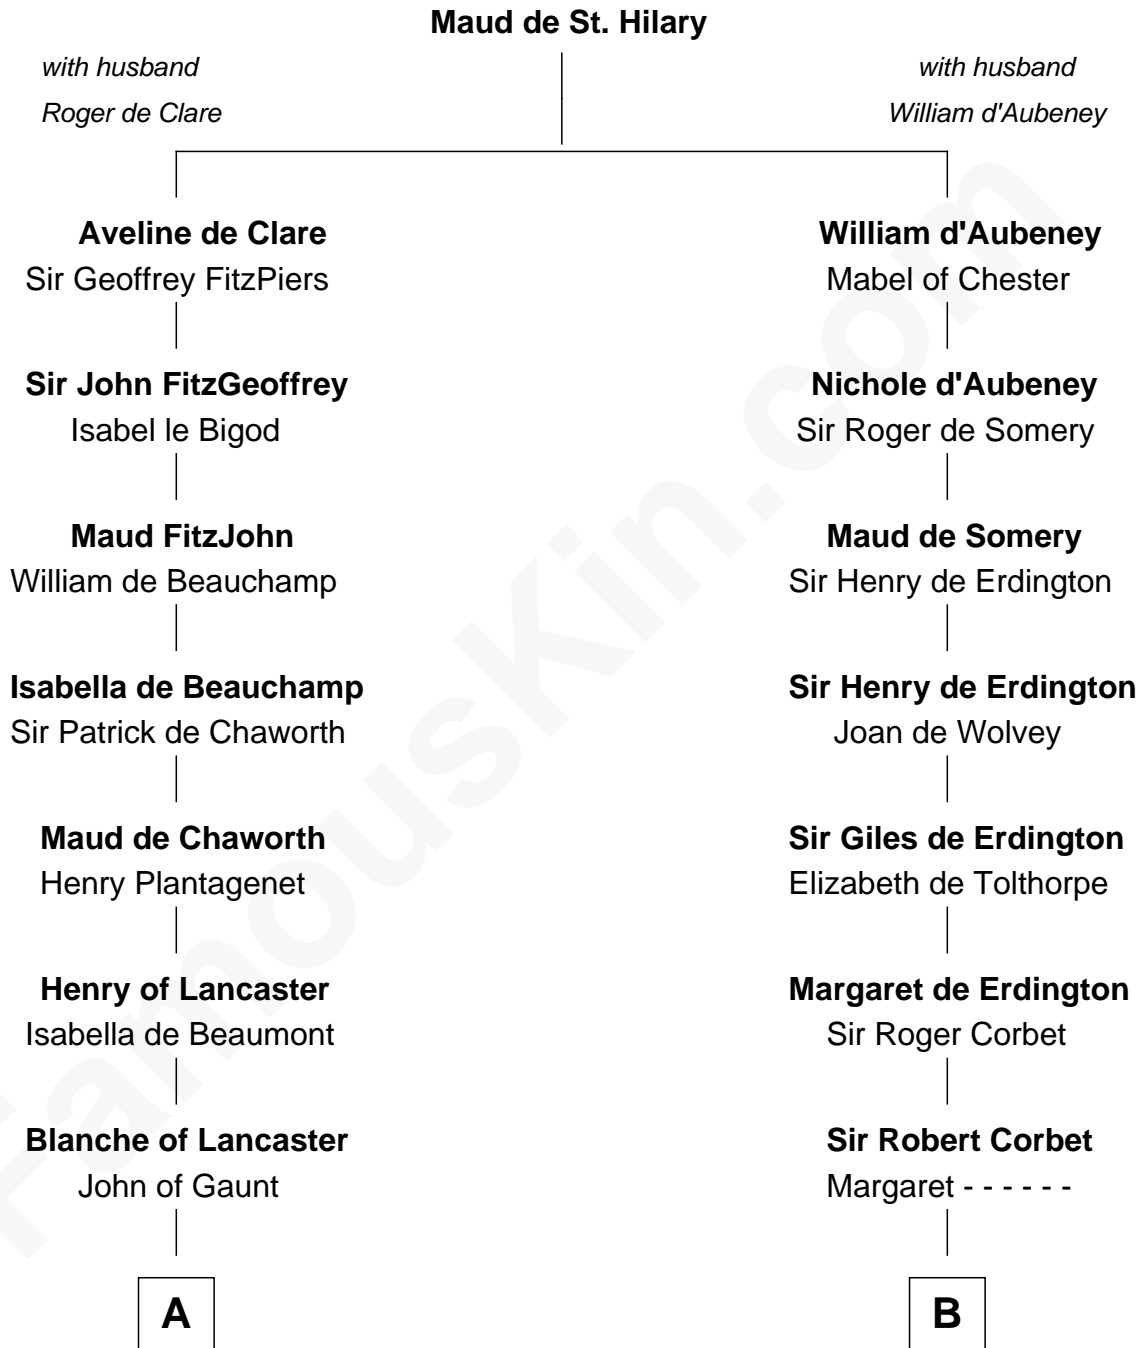 Maud de St. Hilary
with husband
Roger de Clare
with husband
William d'Aubeney
Aveline de Clare
Sir Geoffrey FitzPiers
William d'Aubeney
Mabel of Chester
Sir John FitzGeoffrey
Isabel le Bigod
Nichole d'Aubeney
Sir Roger de Somery
Maud FitzJohn
William de Beauchamp
Maud de Somery
Sir Henry de Erdington
Isabella de Beauchamp
Sir Patrick de Chaworth
Sir Henry de Erdington
Joan de Wolvey
Maud de Chaworth
Henry Plantagenet
Sir Giles de Erdington
Elizabeth de Tolthorpe
Henry of Lancaster
Isabella de Beaumont
Margaret de Erdington
Sir Roger Corbet
Blanche of Lancaster
John of Gaunt
Sir Robert Corbet
Margaret - - - - - -
A
B
FamousKin.com